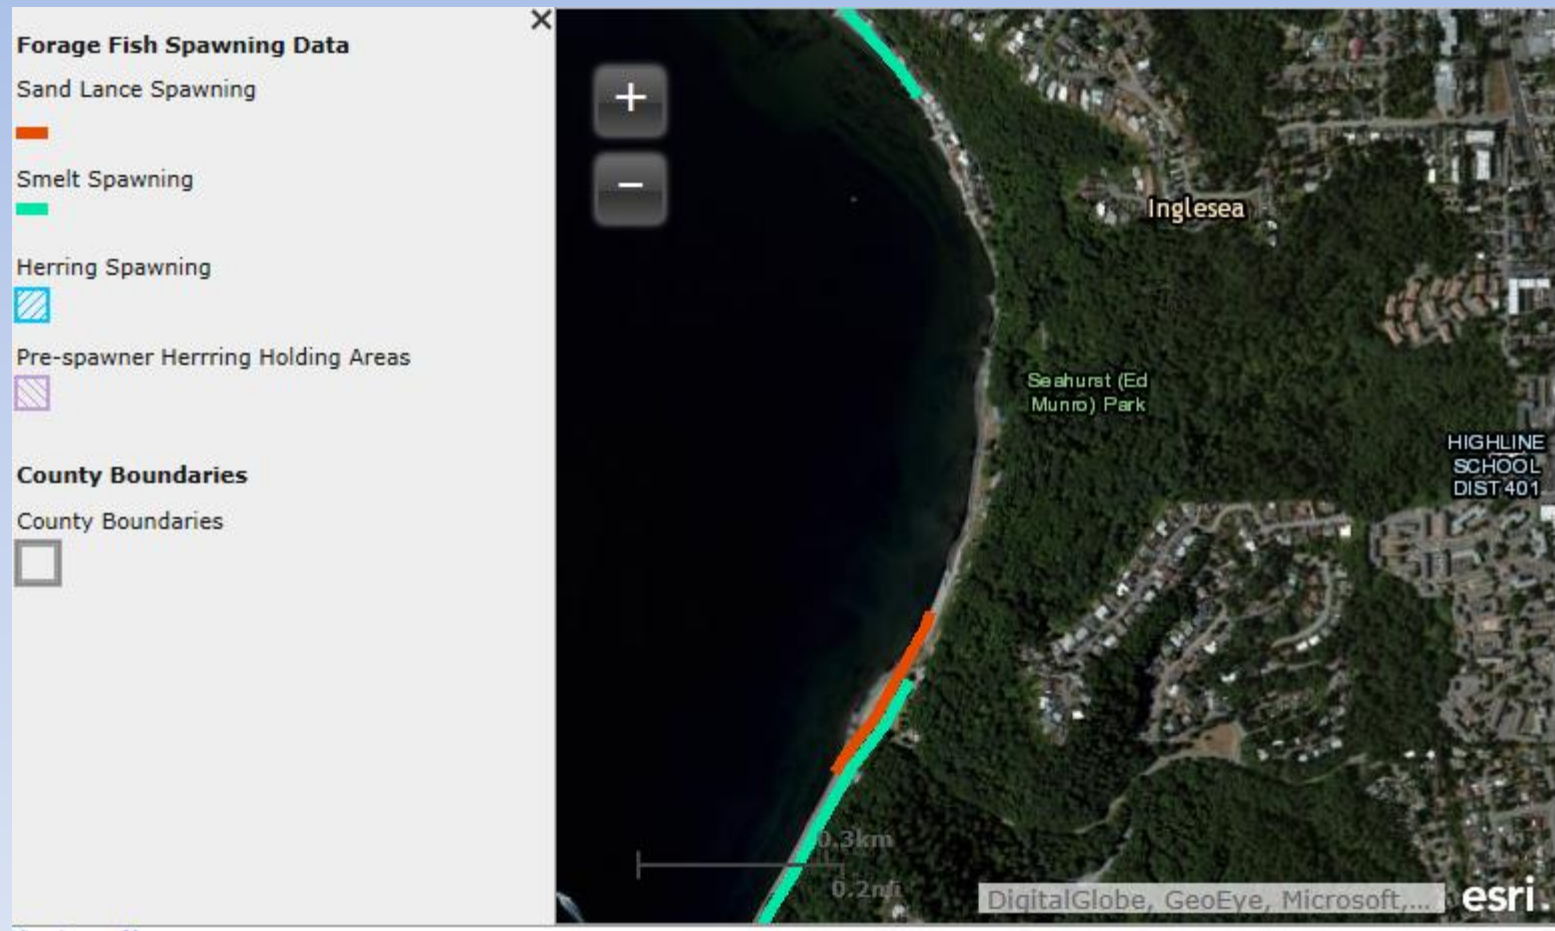 Forage Fish Spawning Data
Sand Lance Spawning
Smelt Spawning
Herring Spawning
Pre-spawner Herrring Holding Areas
County Boundaries
County Boundaries
+
−
Inglesea
Seahurst (Ed
Munro) Park
HIGHLINE
SCHOOL
DIST 401
0.3km
0.2mi
DigitalGlobe, GeoEye, Microsoft,...
esri